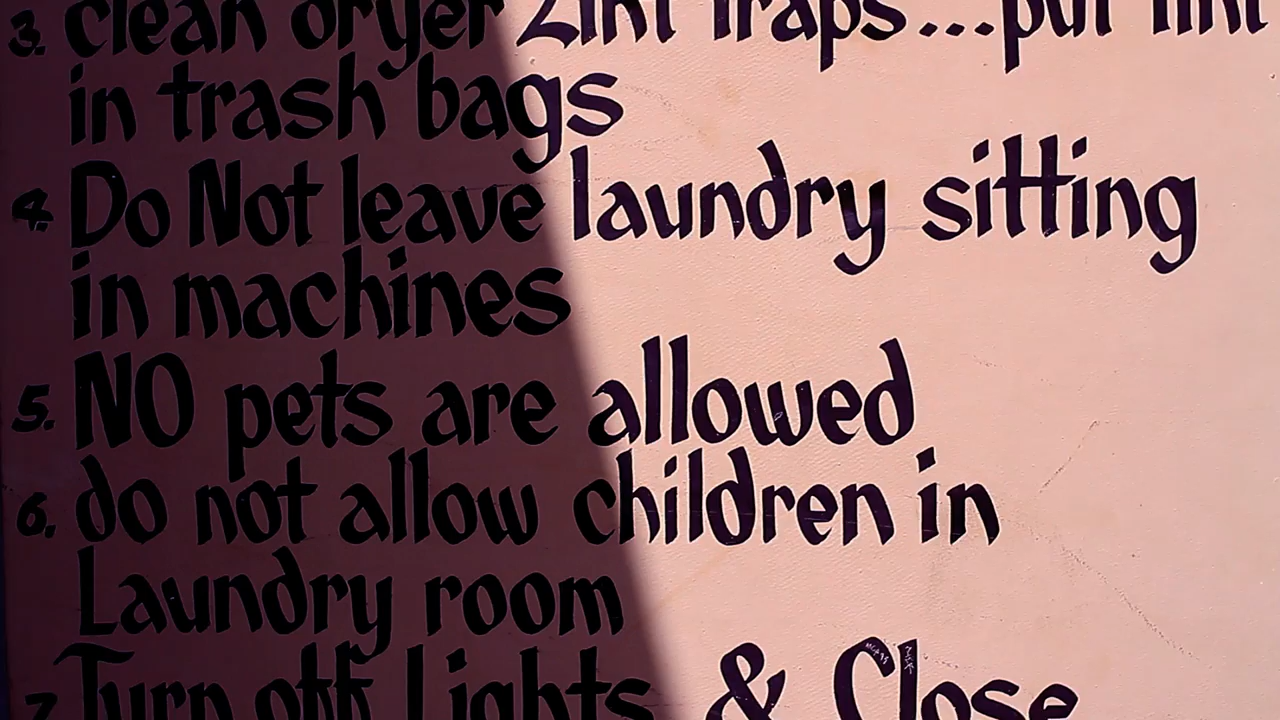 3. clean dryer Lint traps...put lint
in trash bags
4. Do Not leave laundry sitting
in machines
5. NO pets are allowed
6. do not allow children in
Laundry room
7. Turn off Lights & Close